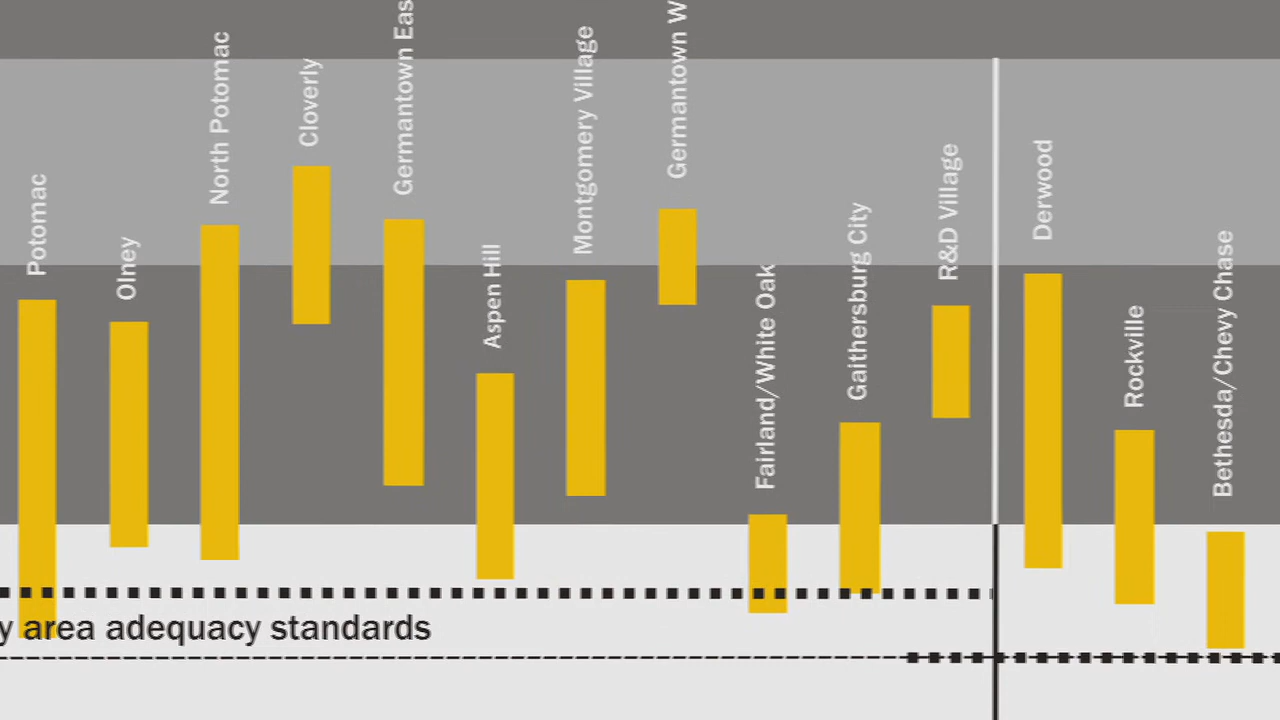 Potomac
Olney
North Potomac
Cloverly
Germantown Eas
Aspen Hill
Montgomery Village
Germantown W
Fairland/White Oak
Gaithersburg City
R&D Village
Derwood
Rockville
Bethesda/Chevy Chase
y area adequacy standards